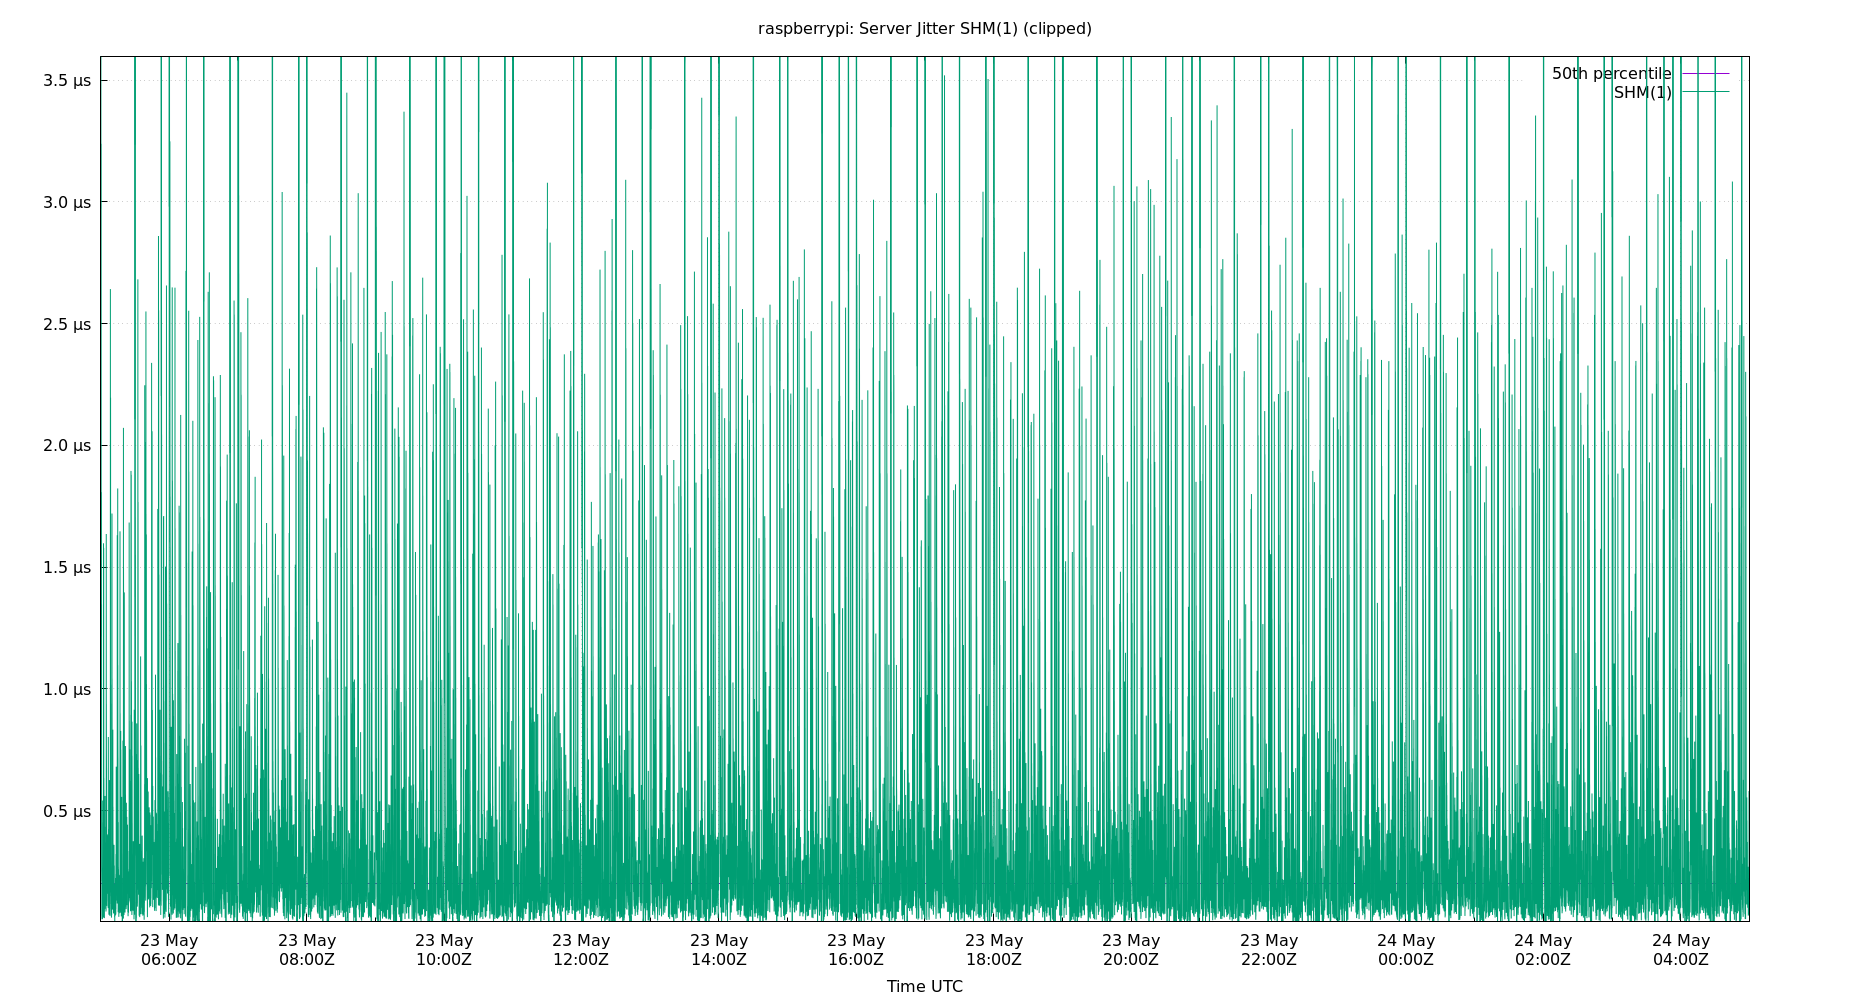 raspberrypi: Server Jitter SHM(1) (clipped)
50th percentile
SHM(1)
3.5 µs
3.0 µs
2.5 µs
2.0 µs
1.5 µs
1.0 µs
0.5 µs
23 May 23 May 23 May 23 May 23 May 23 May 23 May 23 May 23 May 24 May 24 May 24 May
06:00Z 08:00Z 10:00Z 12:00Z 14:00Z 16:00Z 18:00Z 20:00Z 22:00Z 00:00Z 02:00Z 04:00Z
Time UTC